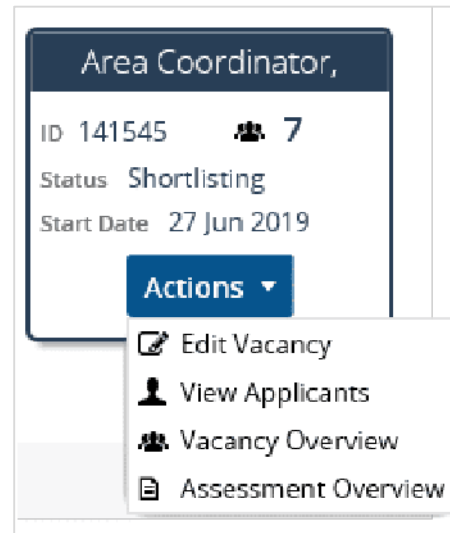 Area Coordinator,
ID 141545 7
Status Shortlisting
Start Date 27 Jun 2019
Actions
Edit Vacancy
View Applicants
Vacancy Overview
Assessment Overview